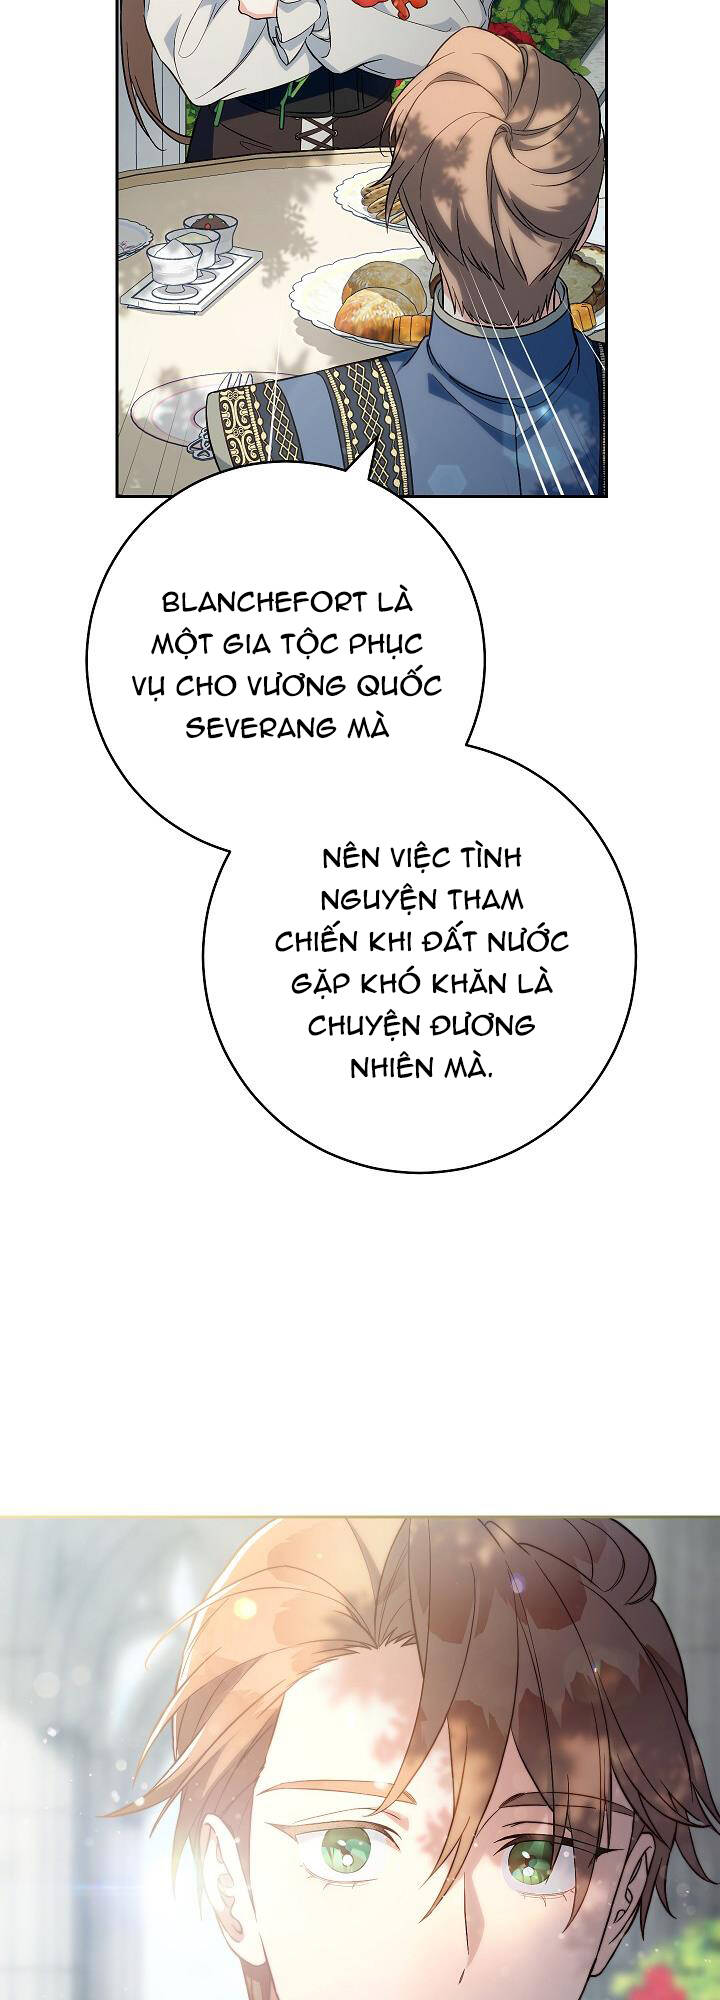 BLANCHEFORT LÀ
MỘT GIA TỘC PHỤC
VỤ CHO VƯƠNG QUỐC
SEVERANG MÀ
NÊN VIỆC TÌNH
NGUYỆN THAM
CHIẾN KHI ĐẤT NƯỚC
GẶP KHÓ KHĂN LÀ
CHUYỆN ĐƯƠNG
NHIÊN MÀ.